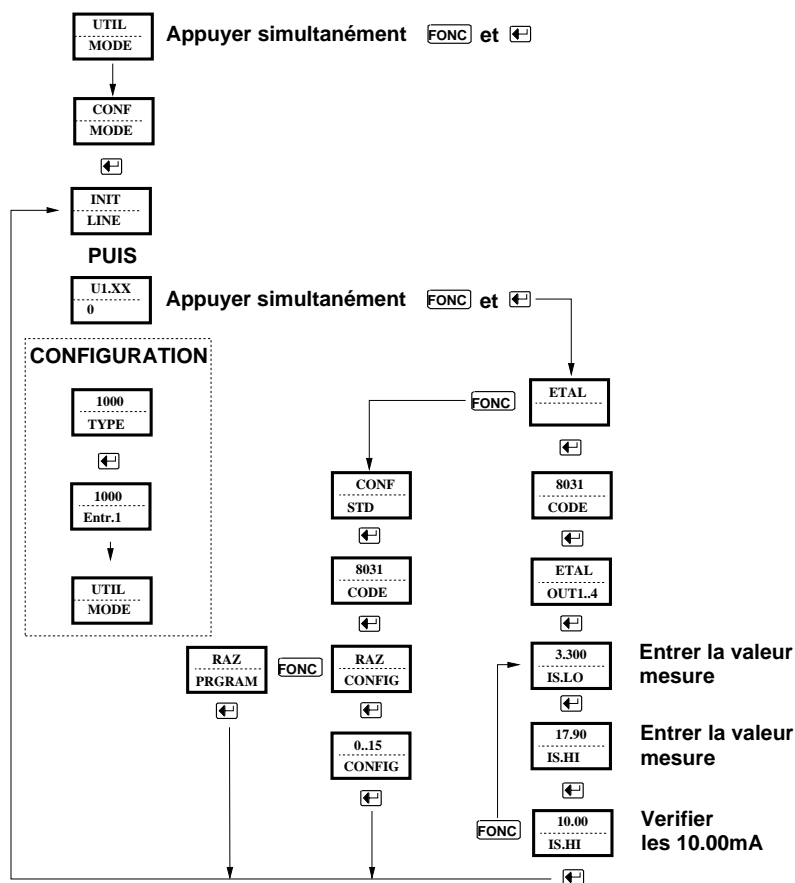 UTIL
MODE
Appuyer simultanément FONC et
CONF
MODE
INIT
LINE
PUIS
U1.XX
0
Appuyer simultanément FONC et
CONFIGURATION
1000
TYPE
1000
Entr.1
UTIL
MODE
FONC
ETAL
CONF
STD
8031
CODE
8031
CODE
ETAL
OUT1..4
RAZ
PRGRAM
FONC
RAZ
CONFIG
3.300
IS.LO
Entrer la valeur
mesure
0..15
CONFIG
17.90
IS.HI
Entrer la valeur
mesure
FONC
10.00
IS.HI
Verifier
les 10.00mA